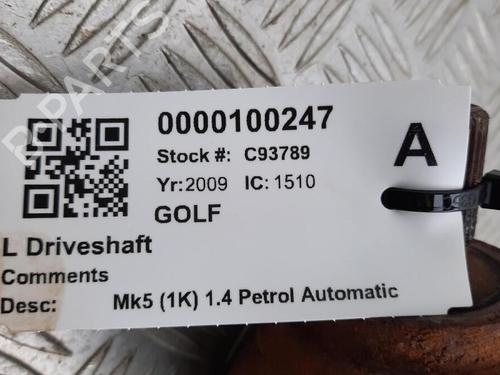 0000100247
Stock #: C93789
A
Yr:2009 IC: 1510
GOLF
L Driveshaft
Comments
Desc: Mk5 (1K) 1.4 Petrol Automatic